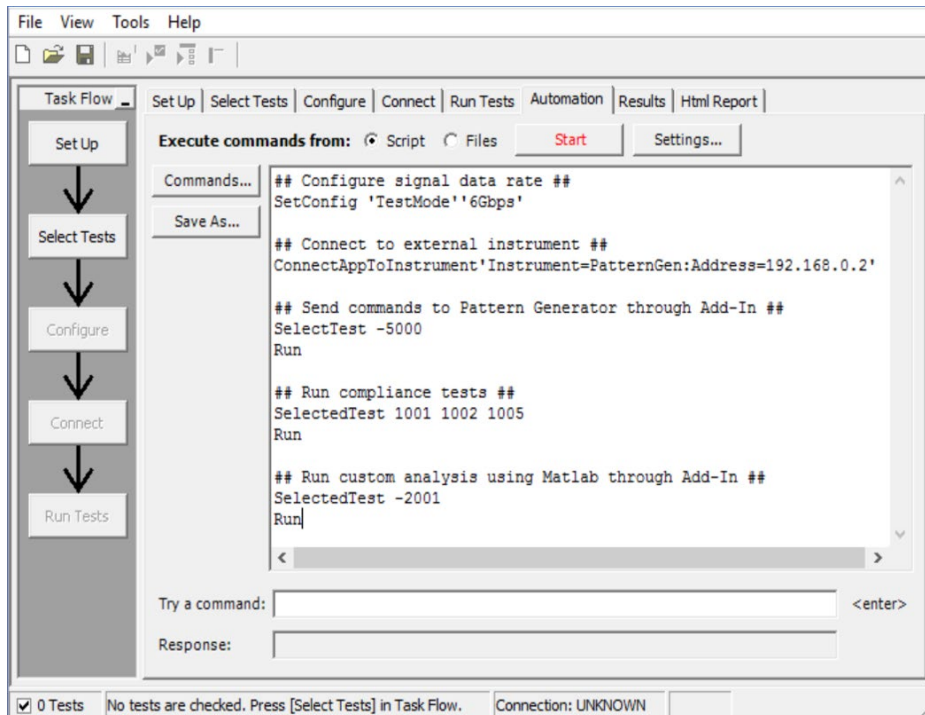 File View Tools Help
Task Flow
Set Up
Select Tests
Configure
Connect
Run Tests
Set Up Select Tests Configure Connect Run Tests Automation Results Html Report
Execute commands from: Script Files Start Settings...
Commands...
Save As...
## Configure signal data rate ##
SetConfig 'TestMode''6Gbps'
## Connect to external instrument ##
ConnectAppToInstrument'Instrument=PatternGen:Address=192.168.0.2'
## Send commands to Pattern Generator through Add-In ##
SelectTest -5000
Run
## Run compliance tests ##
SelectedTest 1001 1002 1005
Run
## Run custom analysis using Matlab through Add-In ##
SelectedTest -2001
Run
Try a command: <enter>
Response:
0 Tests No tests are checked. Press [Select Tests] in Task Flow. Connection: UNKNOWN